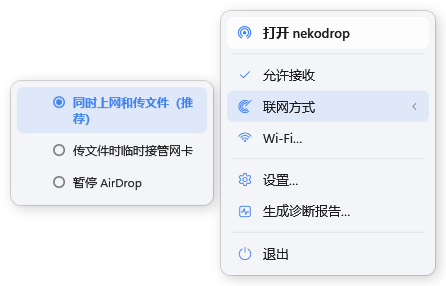 打开 nekodrop
允许接收
联网方式
Wi-Fi...
设置...
生成诊断报告...
退出
同时上网和传文件（推
荐）
传文件时临时接管网卡
暂停 AirDrop